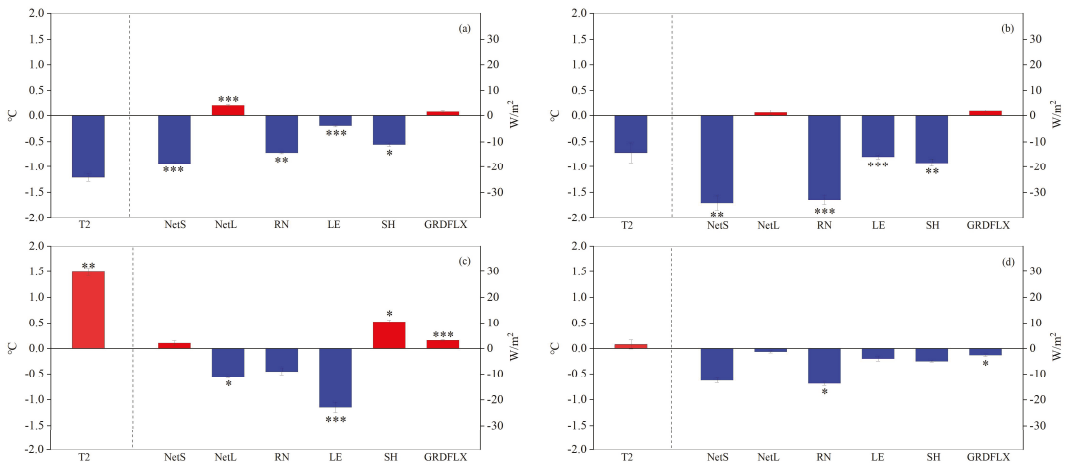 2.0 (a) 2.0 (b)
1.5 30 1.5 30
1.0 20 1.0 20
0.5 *** 10 0.5 10
°C 0.0 0 W/m² °C 0.0 0 W/m²
-0.5 *** ** *** * -10 -0.5 *** ** -10
-1.0 -20 -1.0 -20
-1.5 -30 -1.5 ** *** -30
-2.0 -2.0
T2 NetS NetL RN LE SH GRDFLX T2 NetS NetL RN LE SH GRDFLX
2.0 (c) 2.0 (d)
1.5 ** 30 1.5 30
1.0 20 1.0 20
0.5 * *** 10 0.5 10
°C 0.0 0 W/m² °C 0.0 0 W/m²
-0.5 * -10 -0.5 * * -10
-1.0 *** -20 -1.0 -20
-1.5 -30 -1.5 -30
-2.0 -2.0
T2 NetS NetL RN LE SH GRDFLX T2 NetS NetL RN LE SH GRDFLX